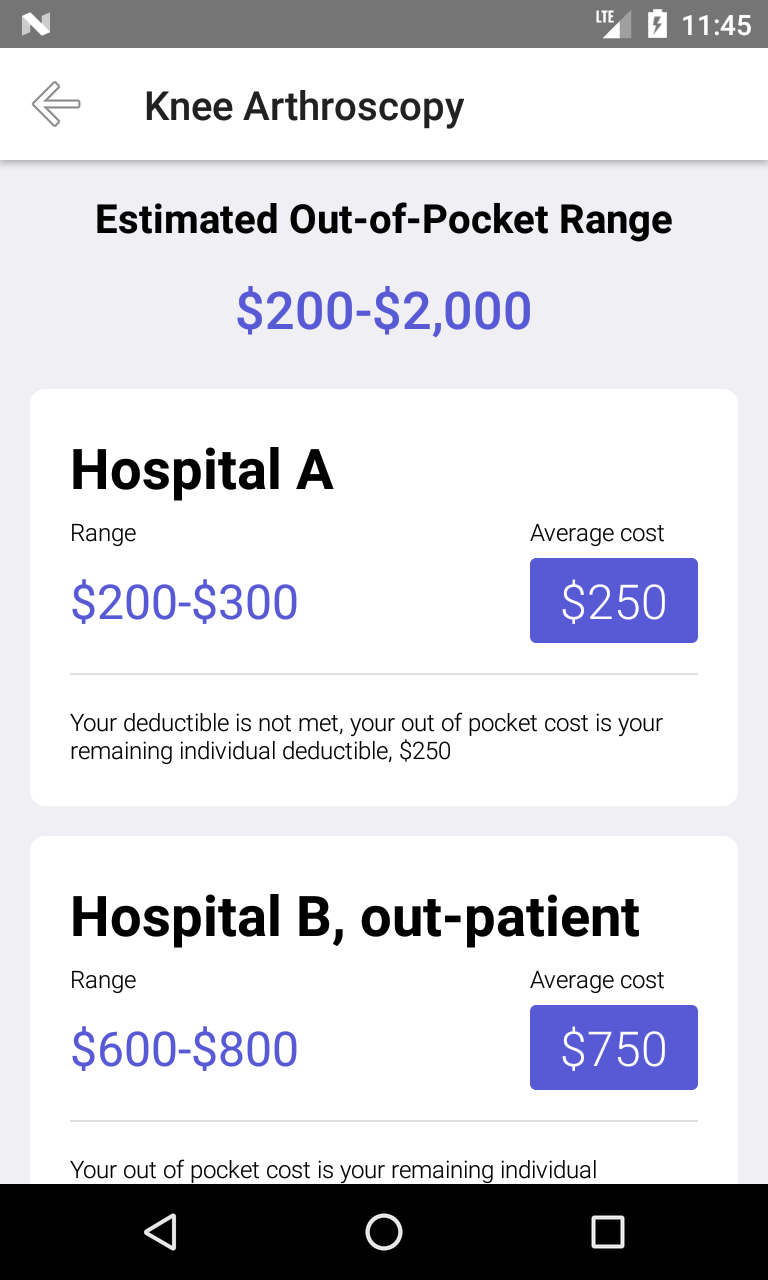 LTE 11:45
Knee Arthroscopy
Estimated Out-of-Pocket Range
$200-$2,000
Hospital A
Range Average cost
$200-$300 $250
Your deductible is not met, your out of pocket cost is your
remaining individual deductible, $250
Hospital B, out-patient
Range Average cost
$600-$800 $750
Your out of pocket cost is your remaining individual